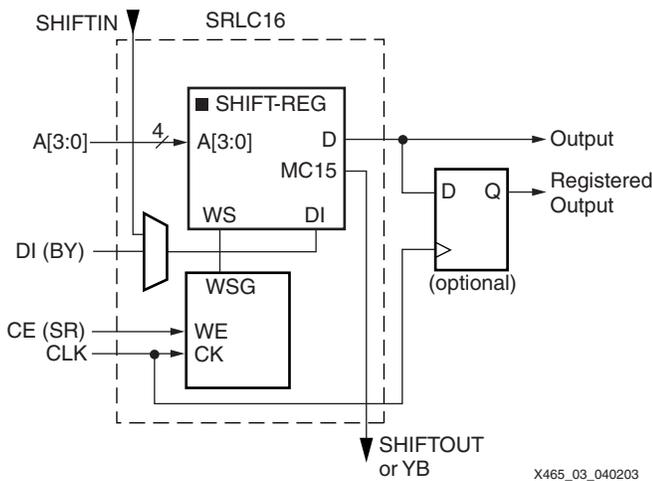 SHIFTIN
SRLC16
SHIFT-REG
A[3:0]
4
A[3:0]
D
Output
MC15
D
Q
Registered
Output
WS
DI
DI (BY)
WSG
(optional)
CE (SR)
WE
CLK
CK
SHIFTOUT
or YB
X465_03_040203